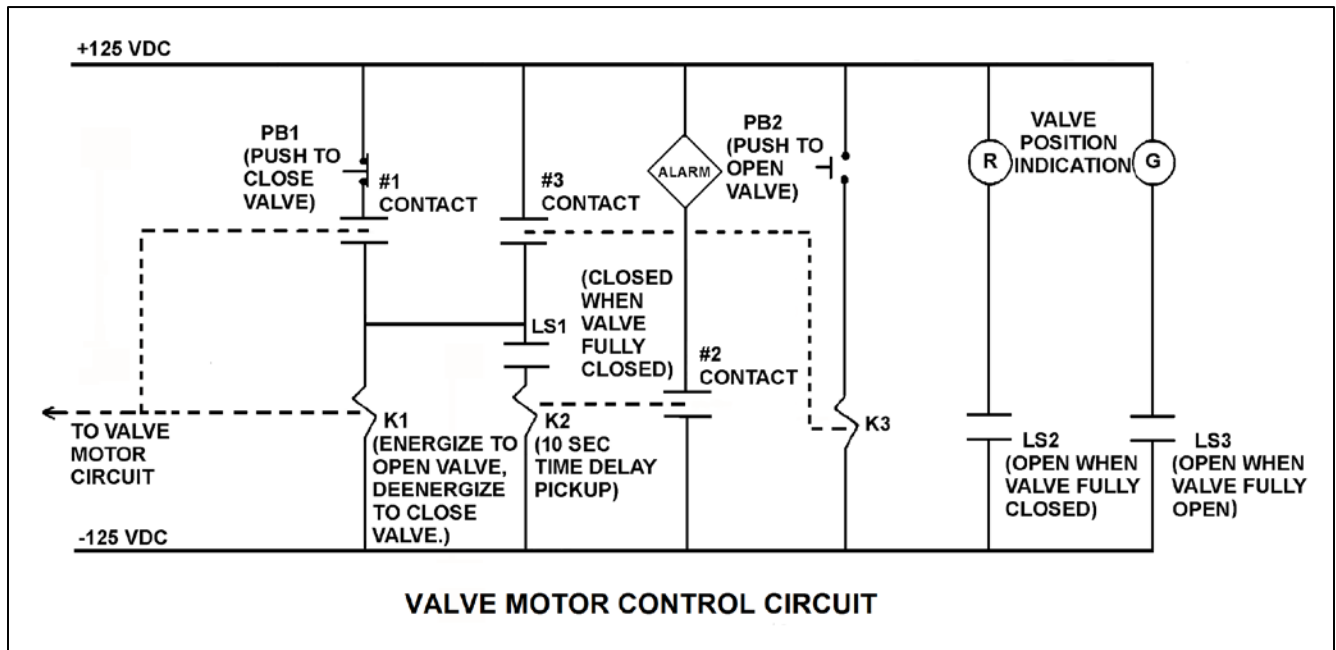 +125 VDC
PB1
(PUSH TO
CLOSE
VALVE)
#1
CONTACT
#3
CONTACT
ALARM
PB2
(PUSH TO
OPEN
VALVE)
R
VALVE
POSITION
INDICATION
G
(CLOSED
WHEN
VALVE
FULLY
CLOSED)
LS1
#2
CONTACT
TO VALVE
MOTOR
CIRCUIT
K1
(ENERGIZE TO
OPEN VALVE,
DEENERGIZE
TO CLOSE
VALVE.)
K2
(10 SEC
TIME DELAY
PICKUP)
K3
LS2
(OPEN WHEN
VALVE FULLY
CLOSED)
LS3
(OPEN WHEN
VALVE FULLY
OPEN)
-125 VDC
VALVE MOTOR CONTROL CIRCUIT